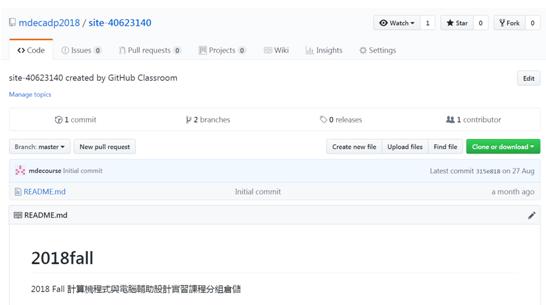 mdecadp2018 / site-40623140
Watch 1 Star 0 Fork 0
Code Issues 0 Pull requests 0 Projects 0 Wiki Insights Settings
site-40623140 created by GitHub Classroom Edit
Manage topics
1 commit 2 branches 0 releases 1 contributor
Branch: master New pull request Create new file Upload files Find file Clone or download
mdecourse Initial commit Latest commit 315e818 on 27 Aug
README.md Initial commit a month ago
README.md
2018fall
2018 Fall 計算機程式與電腦輔助設計實習課程分組倉儲